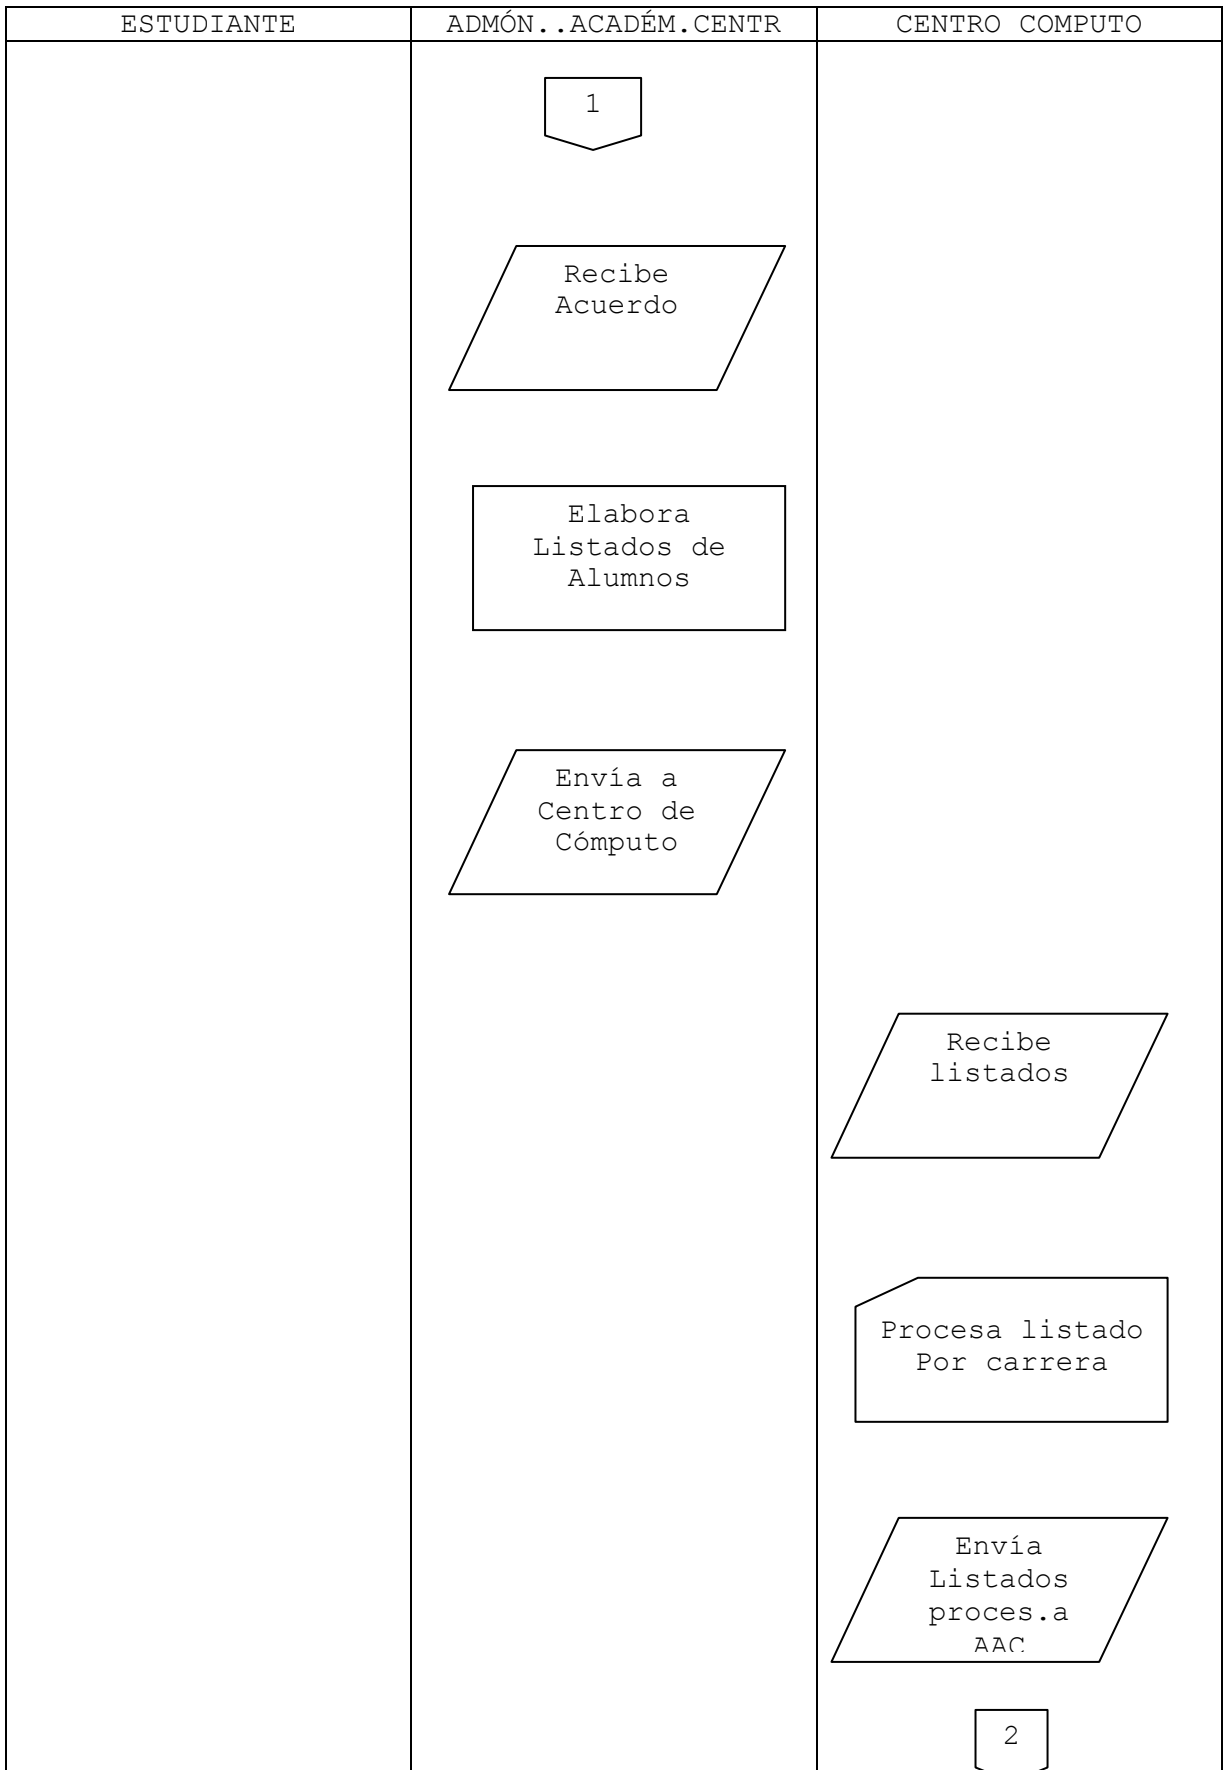 ESTUDIANTE
ADMÓN..ACADÉM.CENTR
CENTRO COMPUTO
1
Recibe
Acuerdo
Elabora
Listados de
Alumnos
Envía a
Centro de
Cómputo
Recibe
listados
Procesa listado
Por carrera
Envía
Listados
proces.a
AAC
2